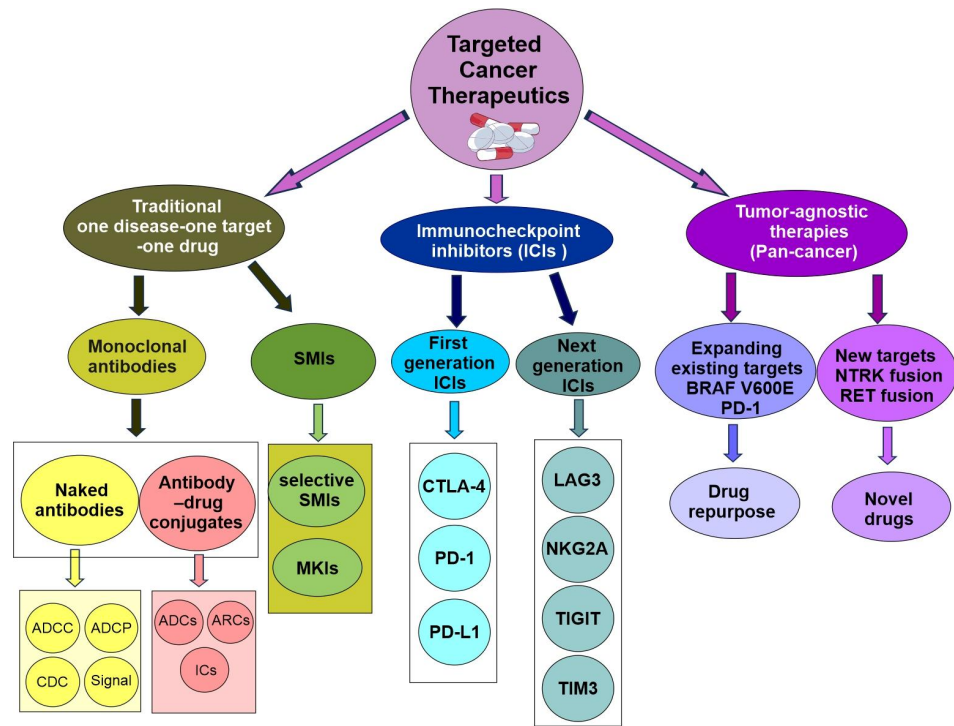 Targeted
Cancer
Therapeutics
Traditional
one disease-one target
-one drug
Immunocheckpoint
inhibitors (ICIs )
Tumor-agnostic
therapies
(Pan-cancer)
Monoclonal
antibodies
SMIs
First
generation
ICIs
Next
generation
ICIs
Expanding
existing targets
BRAF V600E
PD-1
New targets
NTRK fusion
RET fusion
Naked
antibodies
Antibody
–drug
conjugates
selective
SMIs
MKIs
CTLA-4
PD-1
PD-L1
LAG3
NKG2A
TIGIT
TIM3
Drug
repurpose
Novel
drugs
ADCC
ADCP
CDC
Signal
ADCs
ARCs
ICs